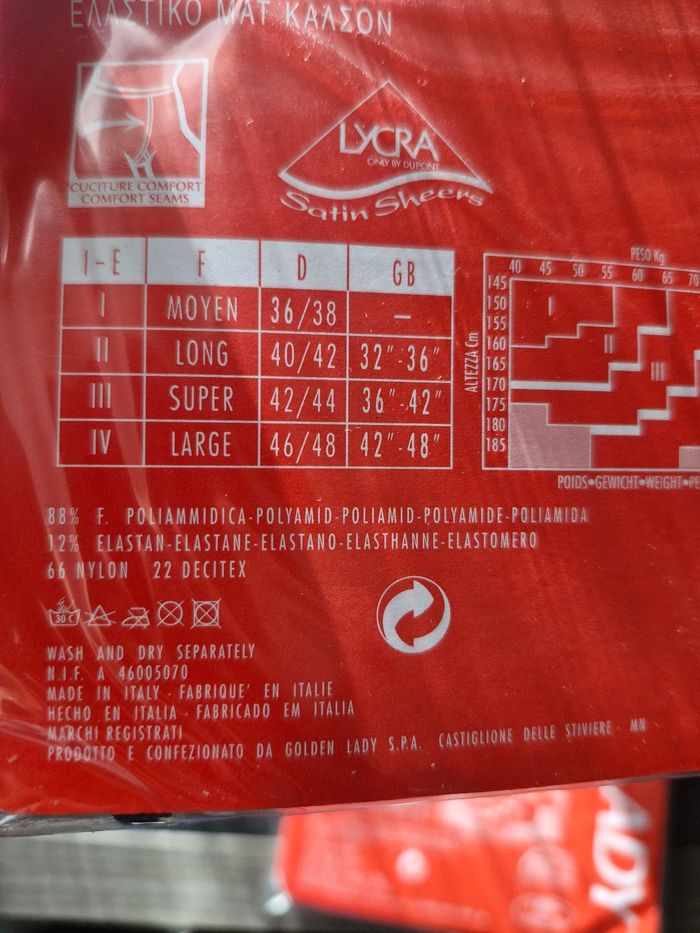 ΕΛΑΣΤΙΚΟ ΜΑΤ ΚΑΛΣΟΝ
CUCITURE COMFORT
COMFORT SEAMS
LYCRA
ONLY BY DUPONT
Satin Sheers
I-E F D GB
I MOYEN 36/38 –
II LONG 40/42 32"-36"
III SUPER 42/44 36"-42"
IV LARGE 46/48 42"-48"
PESO Kg
40 45 50 55 60 65 70
ALTEZZA Cm
145
150
155
160
165
170
175
180
185
I
II
III
POIDS•GEWICHT•WEIGHT•PE
88% F. POLIAMMIDICA-POLYAMID-POLIAMID-POLYAMIDE-POLIAMIDA
12% ELASTAN-ELASTANE-ELASTANO-ELASTHANNE-ELASTOMERO
66 NYLON 22 DECITEX
30 C
WASH AND DRY SEPARATELY
N.I.F. A 46005070
MADE IN ITALY - FABRIQUE' EN ITALIE
HECHO EN ITALIA - FABRICADO EM ITALIA
MARCHI REGISTRATI
PRODOTTO E CONFEZIONATO DA GOLDEN LADY S.P.A. CASTIGLIONE DELLE STIVIERE - MN
ADY